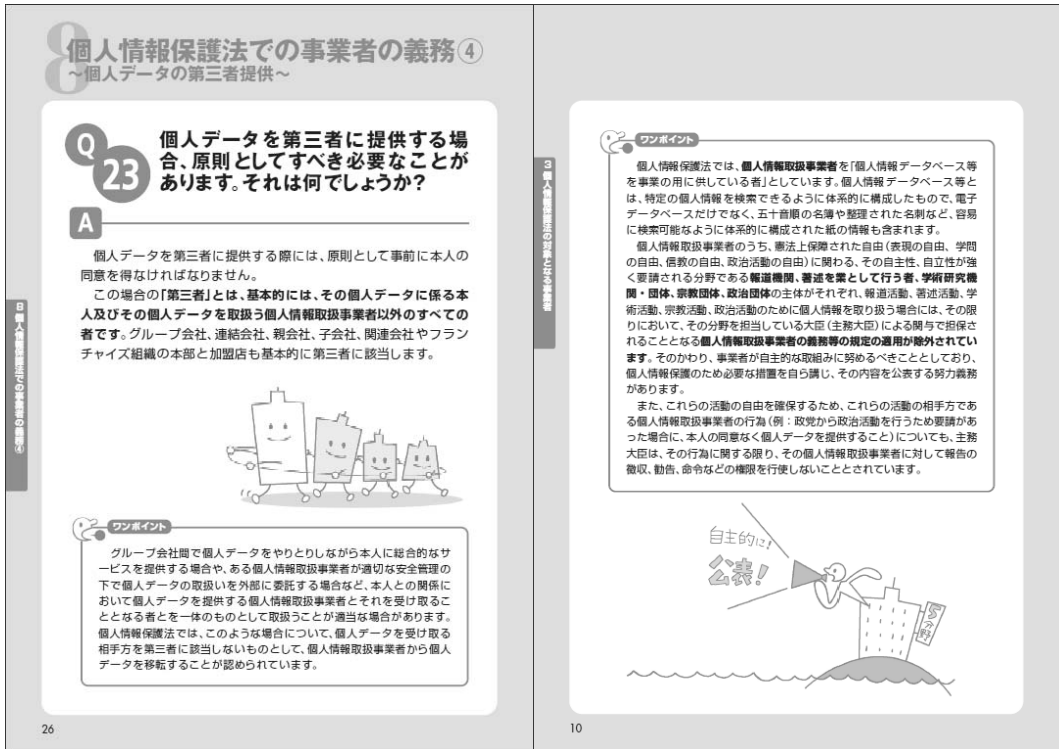 8
個人情報保護法での事業者の義務④
～個人データの第三者提供～
Q
23
個人データを第三者に提供する場
合、原則としてすべき必要なことが
あります。それは何でしょうか？
A
個人データを第三者に提供する際には、原則として事前に本人の
同意を得なければなりません。
この場合の「第三者」とは、基本的には、その個人データに係る本
人及びその個人データを取扱う個人情報取扱事業者以外のすべての
者です。グループ会社、連結会社、親会社、子会社、関連会社やフラン
チャイズ組織の本部と加盟店も基本的に第三者に該当します。
8 個人情報保護法での事業者の義務④
ワンポイント
グループ会社間で個人データをやりとりしながら本人に総合的なサ
ービスを提供する場合や、ある個人情報取扱事業者が適切な安全管理の
下で個人データの取扱いを外部に委託する場合など、本人との関係に
おいて個人データを提供する個人情報取扱事業者とそれを受け取るこ
ととなる者とを一体のものとして取扱うことが適当な場合があります。
個人情報保護法では、このような場合について、個人データを受け取る
相手方を第三者に該当しないものとして、個人情報取扱事業者から個人
データを移転することが認められています。
26
3 個人情報保護法の対象となる事業者
ワンポイント
個人情報保護法では、個人情報取扱事業者を「個人情報データベース等
を事業の用に供している者」としています。個人情報データベース等と
は、特定の個人情報を検索できるように体系的に構成したもので、電子
データベースだけでなく、五十音順の名簿や整理された名刺など、容易
に検索可能なように体系的に構成された紙の情報も含まれます。
個人情報取扱事業者のうち、憲法上保障された自由（表現の自由、学問
の自由、信教の自由、政治活動の自由）に関わる、その自主性、自立性が強
く要請される分野である報道機関、著述を業として行う者、学術研究機
関・団体、宗教団体、政治団体の主体がそれぞれ、報道活動、著述活動、学
術活動、宗教活動、政治活動のために個人情報を取り扱う場合には、その限
りにおいて、その分野を担当している大臣（主務大臣）による関与で担保さ
れることとなる個人情報取扱事業者の義務等の規定の適用が除外されてい
ます。そのかわり、事業者が自主的な取組みに努めるべきこととしており、
個人情報保護のため必要な措置を自ら講じ、その内容を公表する努力義務
があります。
また、これらの活動の自由を確保するため、これらの活動の相手方であ
る個人情報取扱事業者の行為（例：政党から政治活動を行うため要請があ
った場合に、本人の同意なく個人データを提供すること）についても、主務
大臣は、その行為に関する限り、その個人情報取扱事業者に対して報告の
徴収、勧告、命令などの権限を行使しないこととされています。
自主的に！
公表！
5分野
10